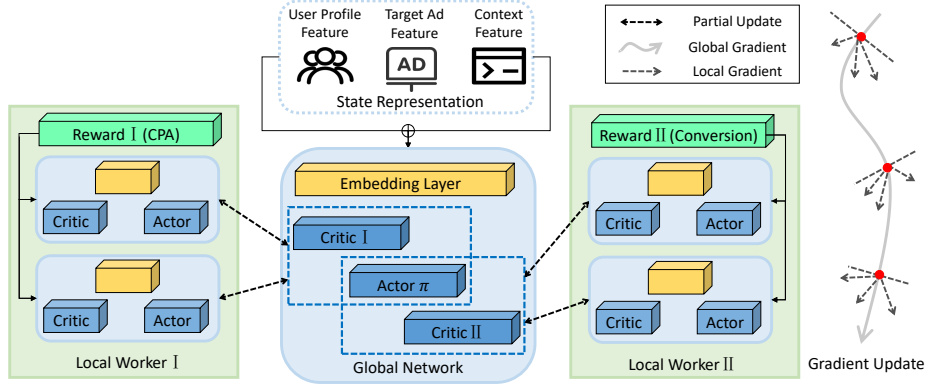 User Profile
Feature
Target Ad
Feature
Context
Feature
AD
State Representation
Partial Update
Global Gradient
Local Gradient
Reward Ⅰ (CPA)
Critic
Actor
Critic
Actor
Local Worker Ⅰ
Embedding Layer
Critic Ⅰ
Actor π
Critic Ⅱ
Global Network
Reward Ⅱ (Conversion)
Critic
Actor
Critic
Actor
Local Worker Ⅱ
Gradient Update